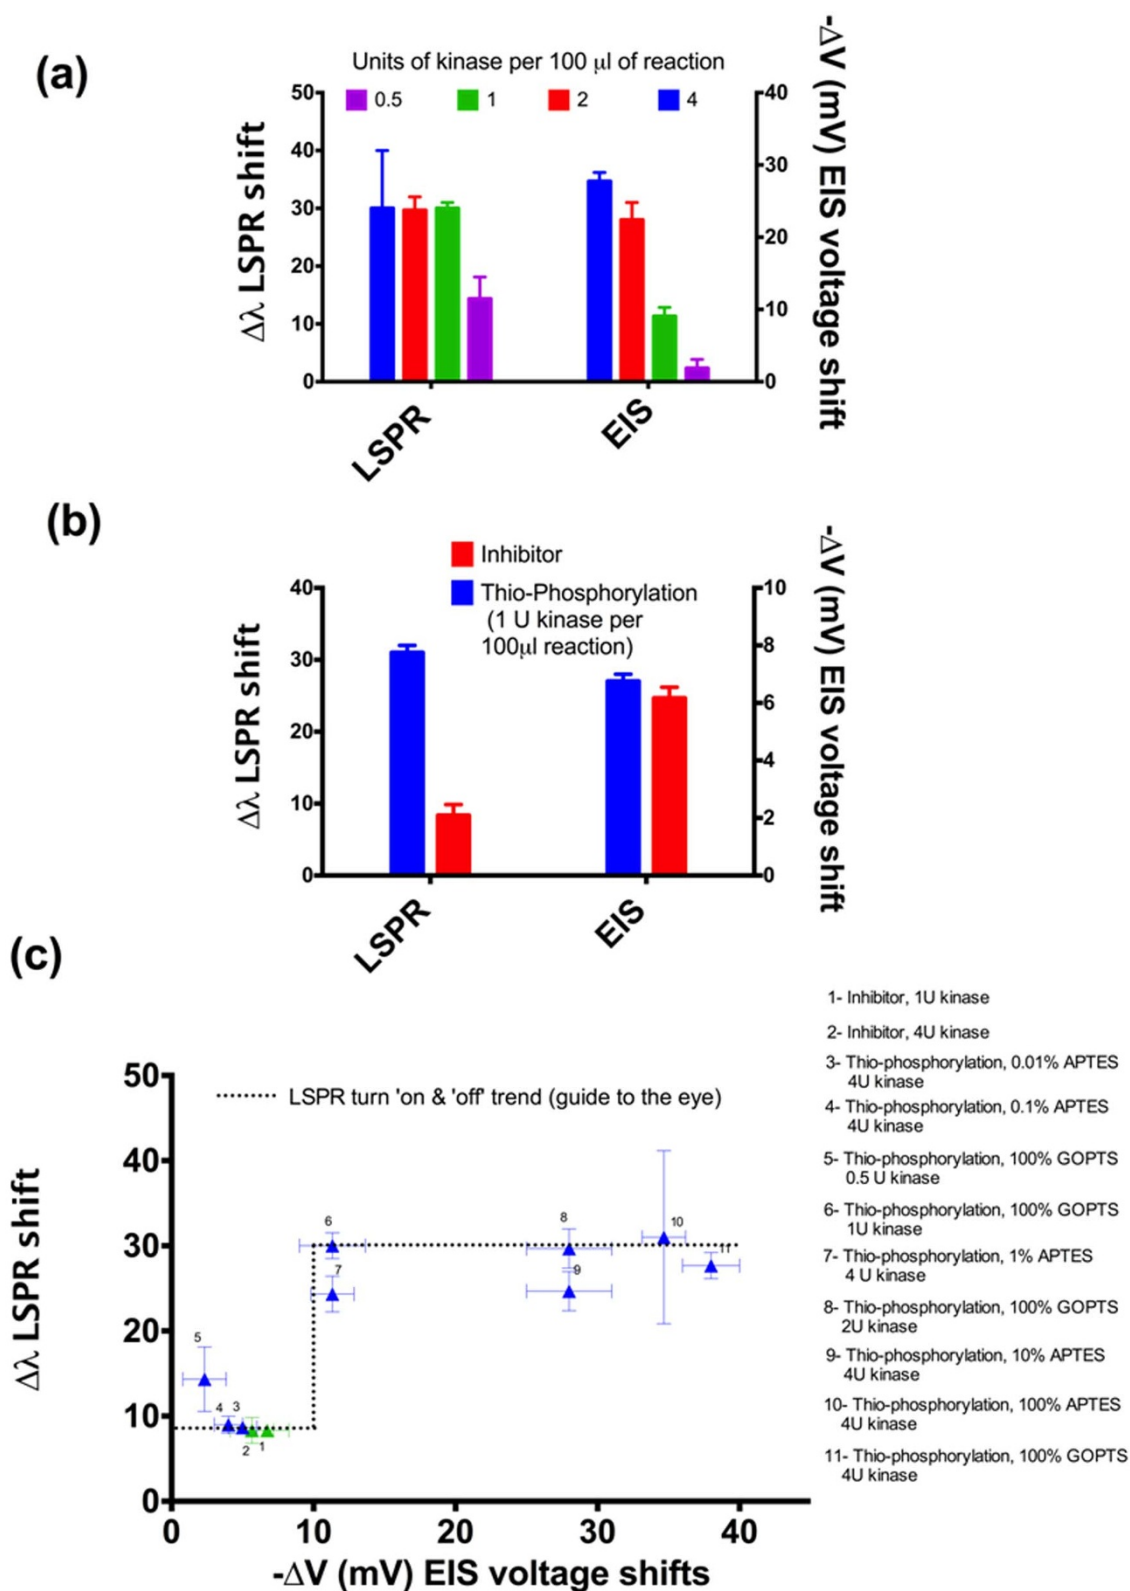 (a)
Units of kinase per 100 μl of reaction
0.5 1 2 4
Δλ LSPR shift
50
40
30
20
10
0
-ΔV (mV) EIS voltage shift
40
30
20
10
0
LSPR
EIS
(b)
Inhibitor
Thio-Phosphorylation
(1 U kinase per
100μl reaction)
Δλ LSPR shift
40
30
20
10
0
-ΔV (mV) EIS voltage shift
10
8
6
4
2
0
LSPR
EIS
(c)
LSPR turn 'on & 'off' trend (guide to the eye)
Δλ LSPR shift
50
40
30
20
10
0
5
4
3
2
1
6
7
8
9
10
11
0 10 20 30 40
-ΔV (mV) EIS voltage shifts
1- Inhibitor, 1U kinase
2- Inhibitor, 4U kinase
3- Thio-phosphorylation, 0.01% APTES
4U kinase
4- Thio-phosphorylation, 0.1% APTES
4U kinase
5- Thio-phosphorylation, 100% GOPTS
0.5 U kinase
6- Thio-phosphorylation, 100% GOPTS
1U kinase
7- Thio-phosphorylation, 1% APTES
4 U kinase
8- Thio-phosphorylation, 100% GOPTS
2U kinase
9- Thio-phosphorylation, 10% APTES
4U kinase
10- Thio-phosphorylation, 100% APTES
4U kinase
11- Thio-phosphorylation, 100% GOPTS
4U kinase